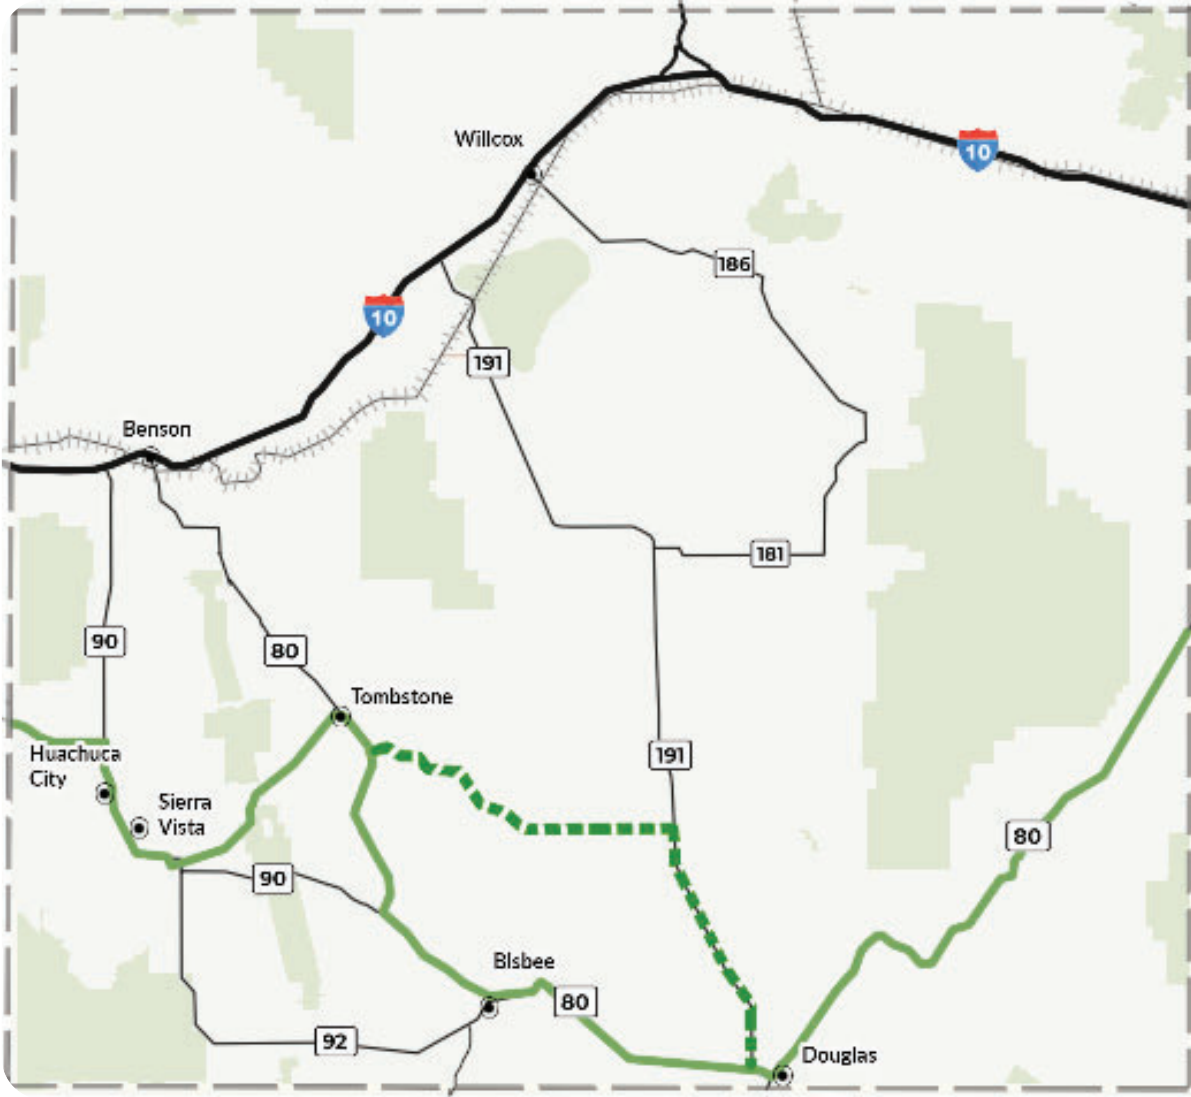 Willcox
10
186
10
191
Benson
181
90
80
Tombstone
Huachuca
City
191
Sierra
Vista
80
90
BIsbee
80
92
Douglas